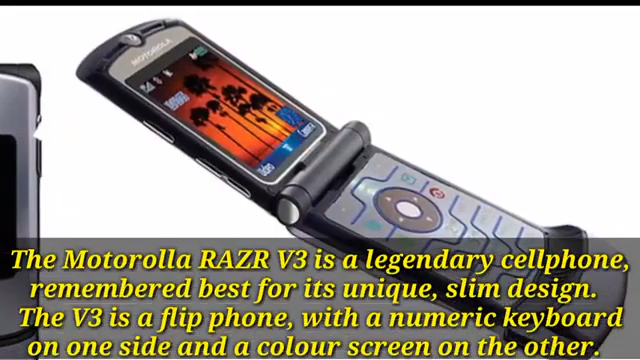 MOTOROLA
The Motorolla RAZR V3 is a legendary cellphone,
remembered best for its unique, slim design.
The V3 is a flip phone, with a numeric keyboard
on one side and a colour screen on the other.